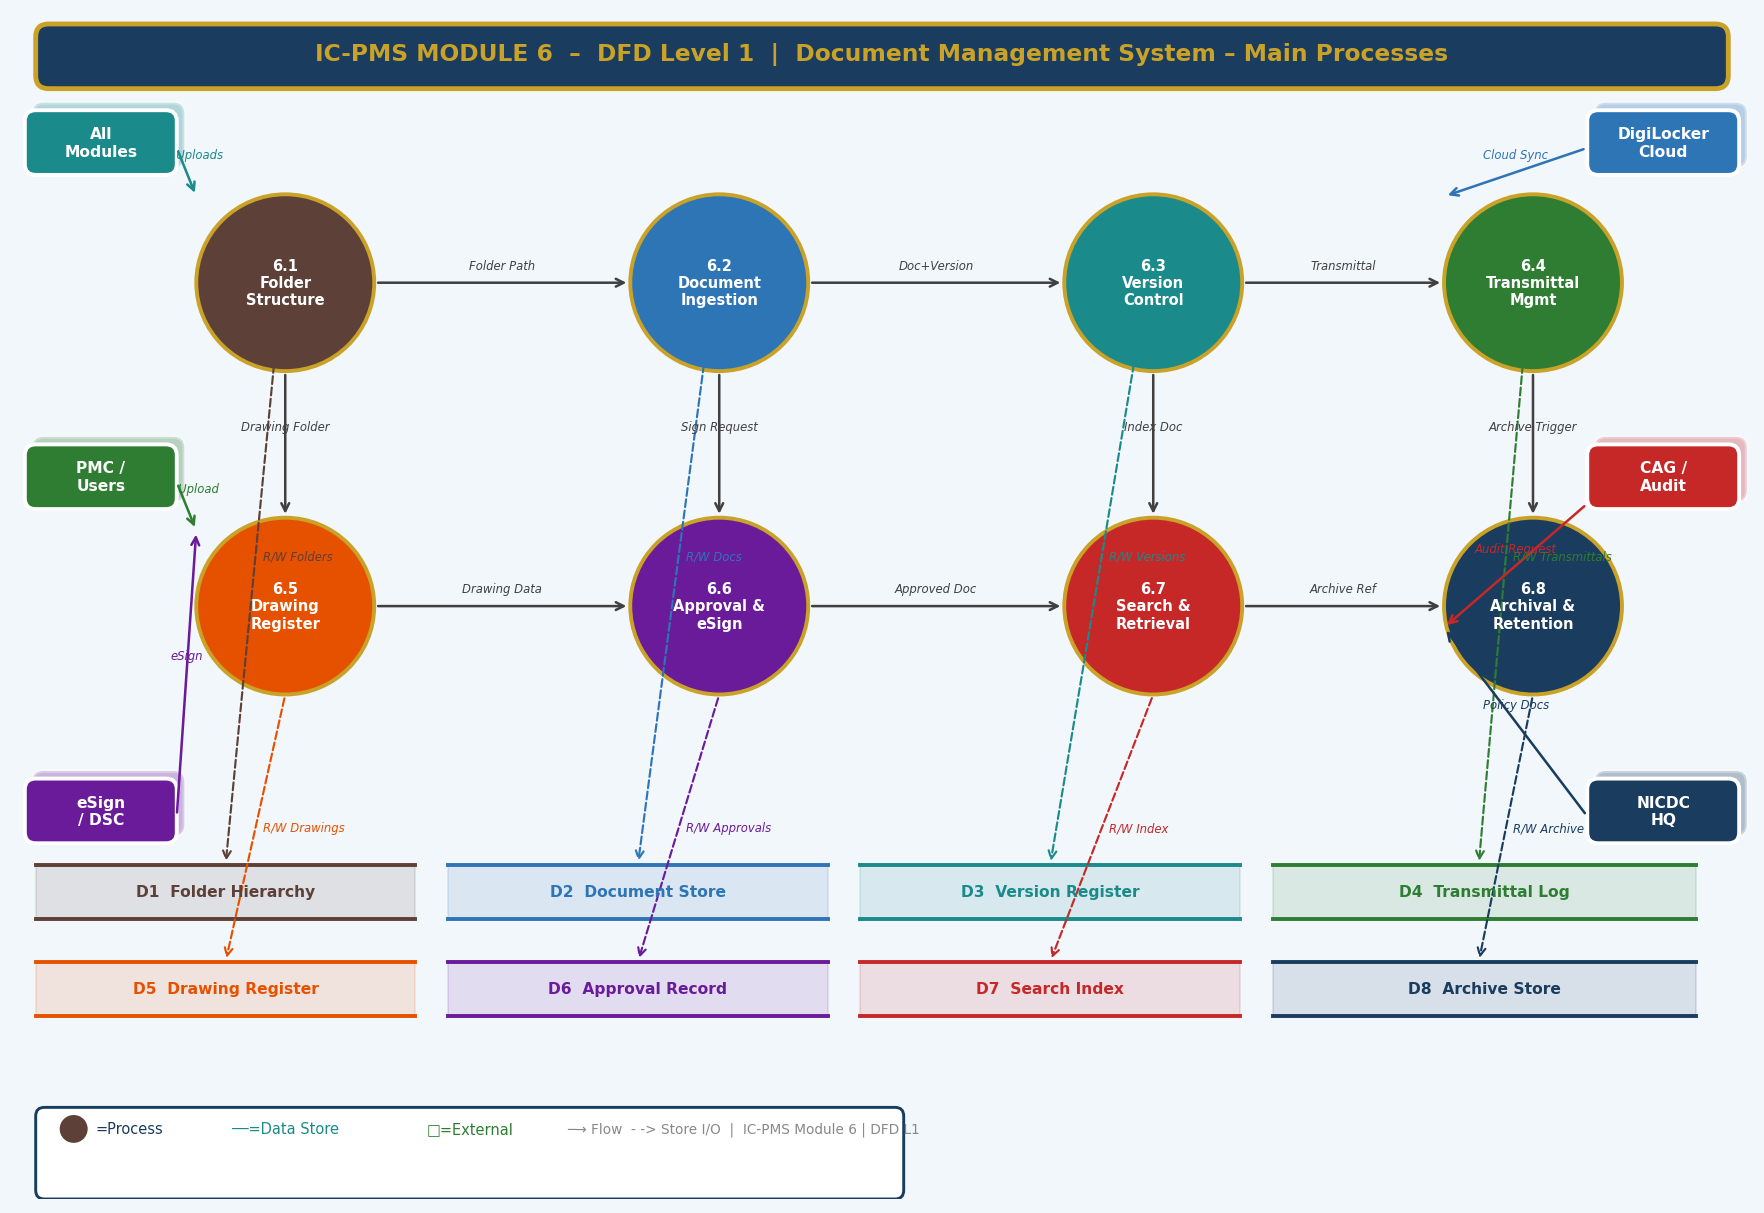 IC-PMS MODULE 6 – DFD Level 1 | Document Management System – Main Processes
All
Modules
Uploads
Cloud Sync
DigiLocker
Cloud
6.1
Folder
Structure
Folder Path
6.2
Document
Ingestion
Doc+Version
6.3
Version
Control
Transmittal
6.4
Transmittal
Mgmt
Drawing Folder
Sign Request
Index Doc
Archive Trigger
PMC /
Users
Upload
CAG /
Audit
Audit Request
R/W Folders
R/W Docs
R/W Versions
R/W Transmittals
6.5
Drawing
Register
Drawing Data
6.6
Approval &
eSign
Approved Doc
6.7
Search &
Retrieval
Archive Ref
6.8
Archival &
Retention
eSign
Policy Docs
eSign
/ DSC
NICDC
HQ
R/W Drawings
R/W Approvals
R/W Index
R/W Archive
D1 Folder Hierarchy
D2 Document Store
D3 Version Register
D4 Transmittal Log
D5 Drawing Register
D6 Approval Record
D7 Search Index
D8 Archive Store
=Process
──=Data Store
□=External
─→ Flow - -> Store I/O | IC-PMS Module 6 | DFD L1